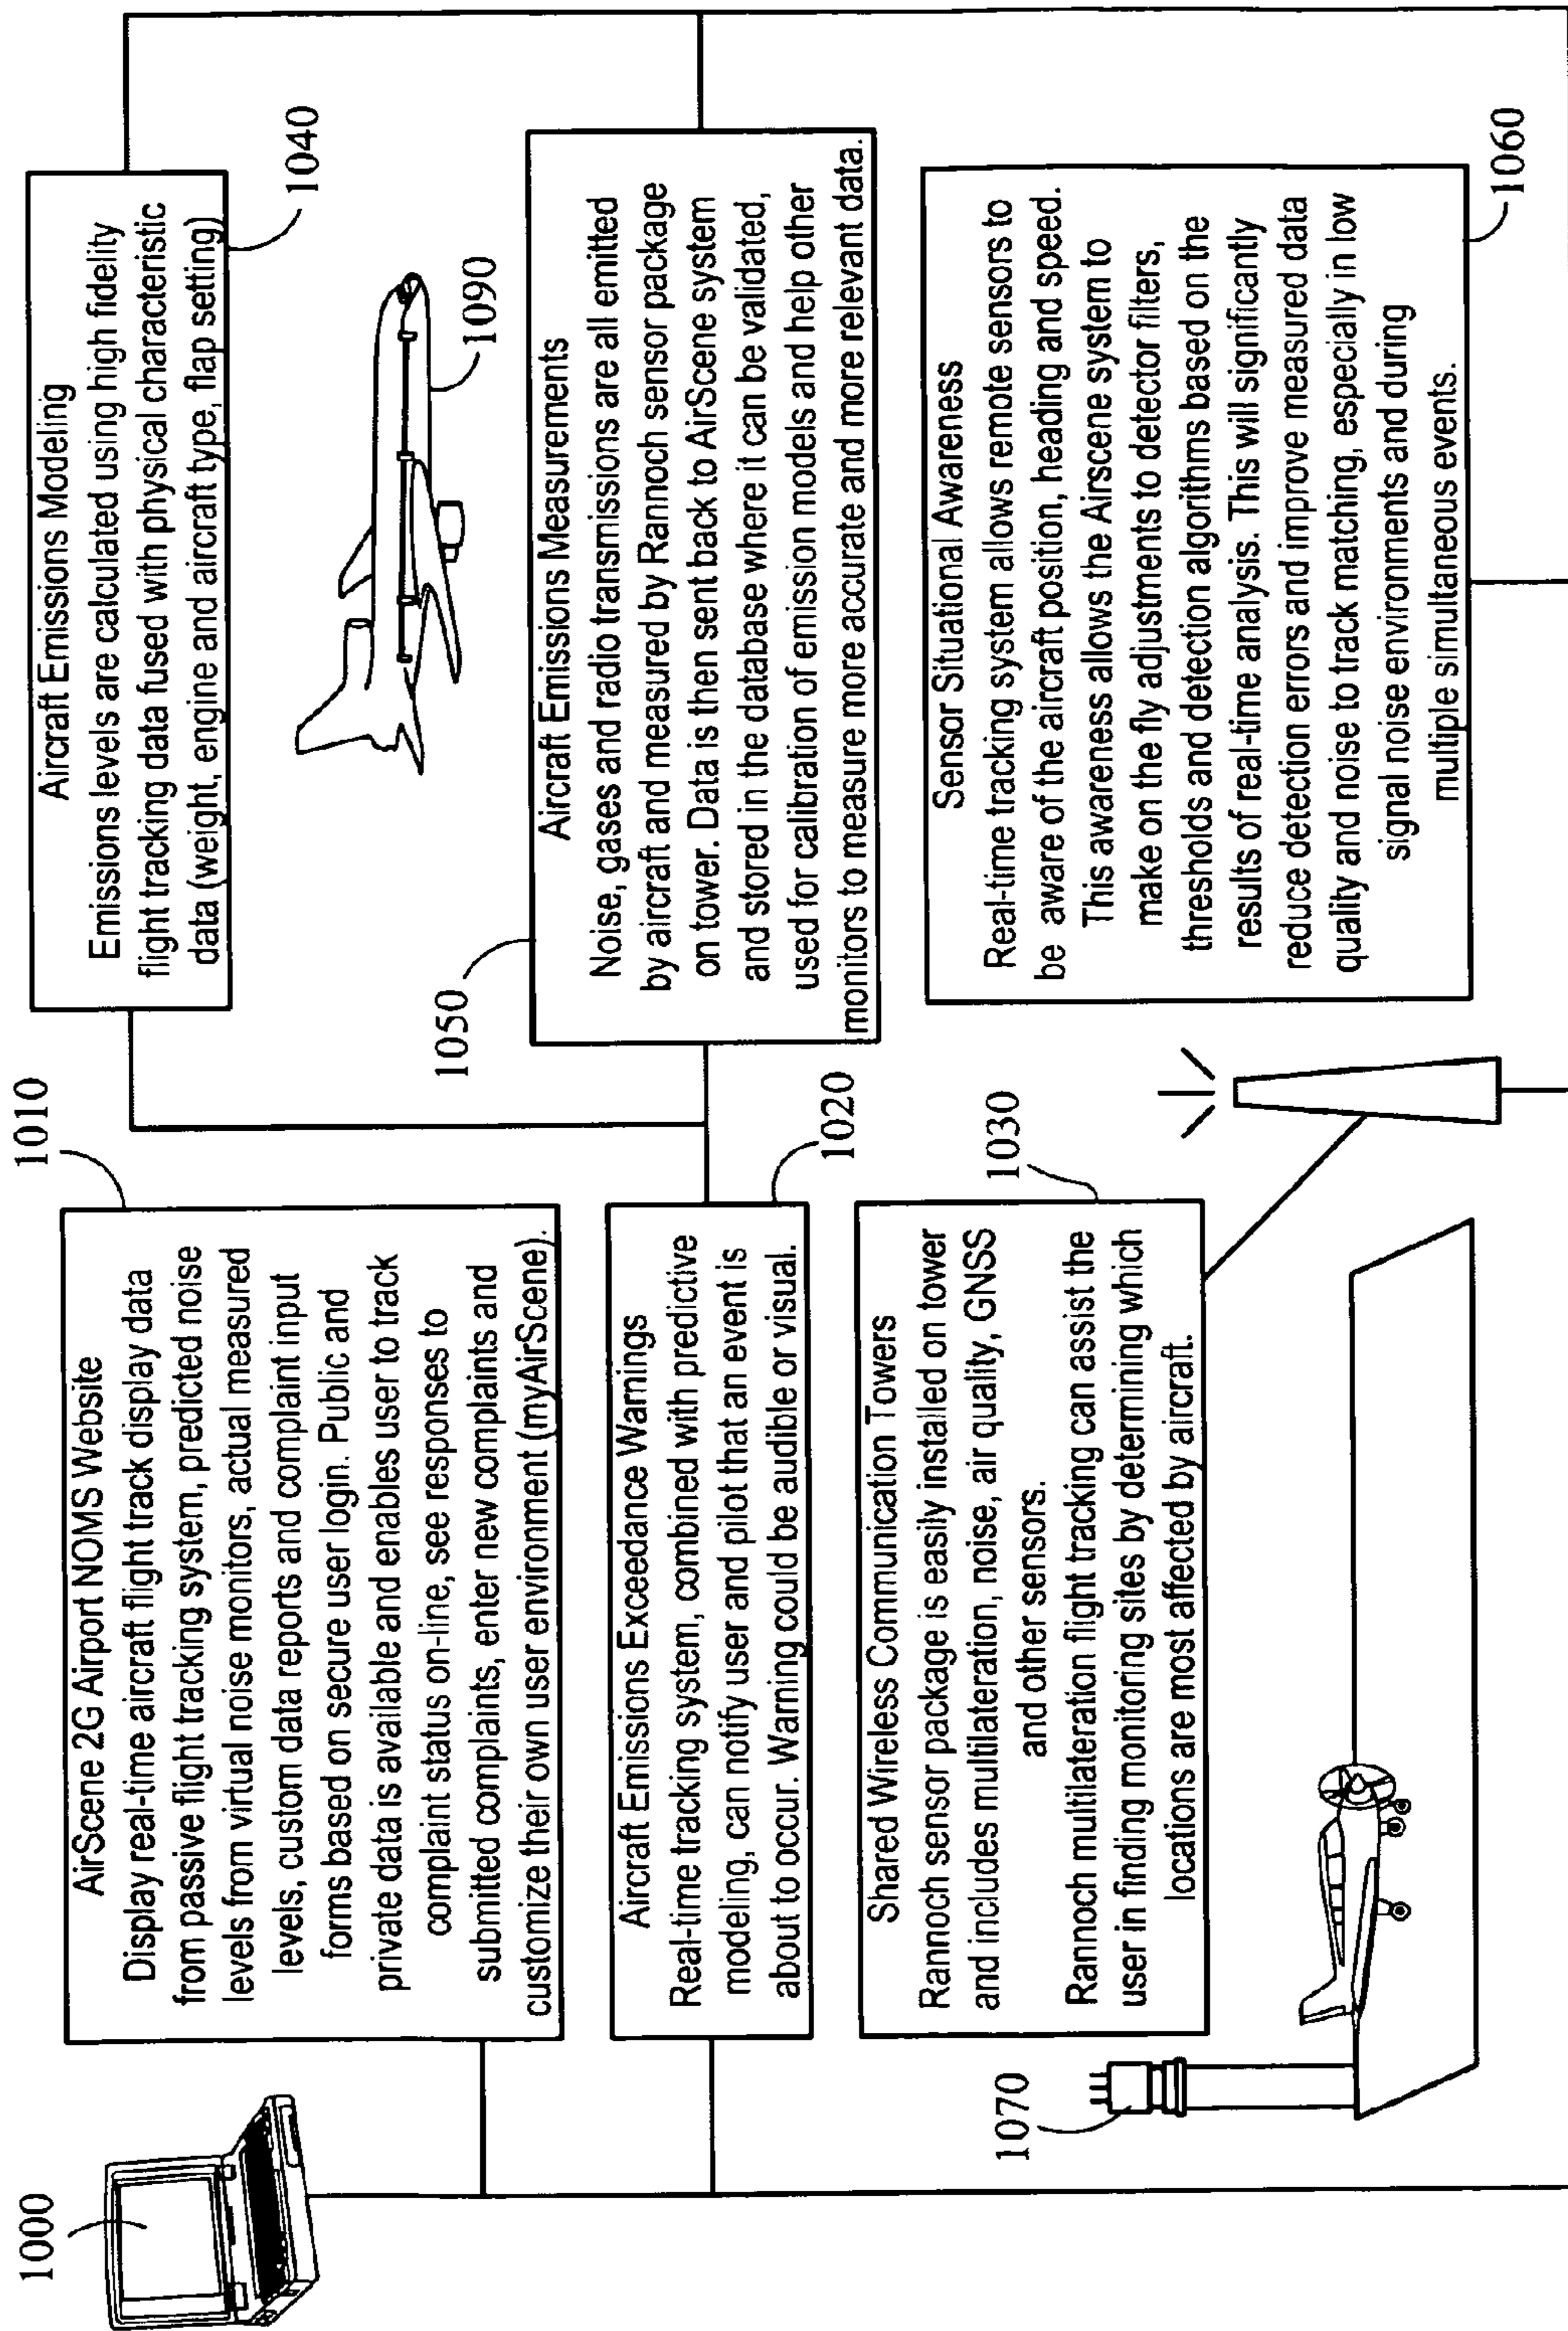 1000
1010
AirScene 2G Airport NOMS Website
Display real-time aircraft flight track display data
from passive flight tracking system, predicted noise
levels from virtual noise monitors, actual measured
levels, custom data reports and complaint input
forms based on secure user login. Public and
private data is available and enables user to track
complaint status on-line, see responses to
submitted complaints, enter new complaints and
customize their own user environment (myAirScene).
Aircraft Emissions Exceedance Warnings
Real-time tracking system, combined with predictive
modeling, can notify user and pilot that an event is
about to occur. Warning could be audible or visual.
1020
Shared Wireless Communication Towers
Rannoch sensor package is easily installed on tower
and includes multilateration, noise, air quality, GNSS
and other sensors.
Rannoch multilateration flight tracking can assist the
user in finding monitoring sites by determining which
locations are most affected by aircraft.
1030
1070
Aircraft Emissions Modeling
Emissions levels are calculated using high fidelity
flight tracking data fused with physical characteristic
data (weight, engine and aircraft type, flap setting)
1040
1090
1050
Aircraft Emissions Measurements
Noise, gases and radio transmissions are all emitted
by aircraft and measured by Rannoch sensor package
on tower. Data is then sent back to AirScene system
and stored in the database where it can be validated,
used for calibration of emission models and help other
monitors to measure more accurate and more relevant data.
Sensor Situational Awareness
Real-time tracking system allows remote sensors to
be aware of the aircraft position, heading and speed.
This awareness allows the Airscene system to
make on the fly adjustments to detector filters,
thresholds and detection algorithms based on the
results of real-time analysis. This will significantly
reduce detection errors and improve measured data
quality and noise to track matching, especially in low
signal noise environments and during
multiple simultaneous events.
1060